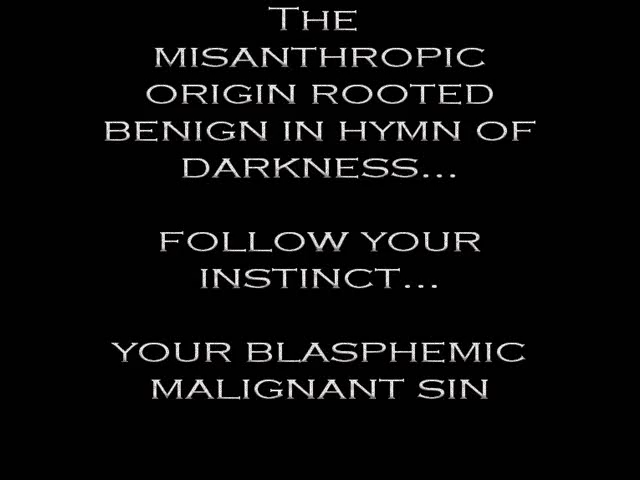 The
MISANTHROPIC
ORIGIN ROOTED
BENIGN IN HYMN OF
DARKNESS...
FOLLOW YOUR
INSTINCT...
YOUR BLASPHEMIC
MALIGNANT SIN